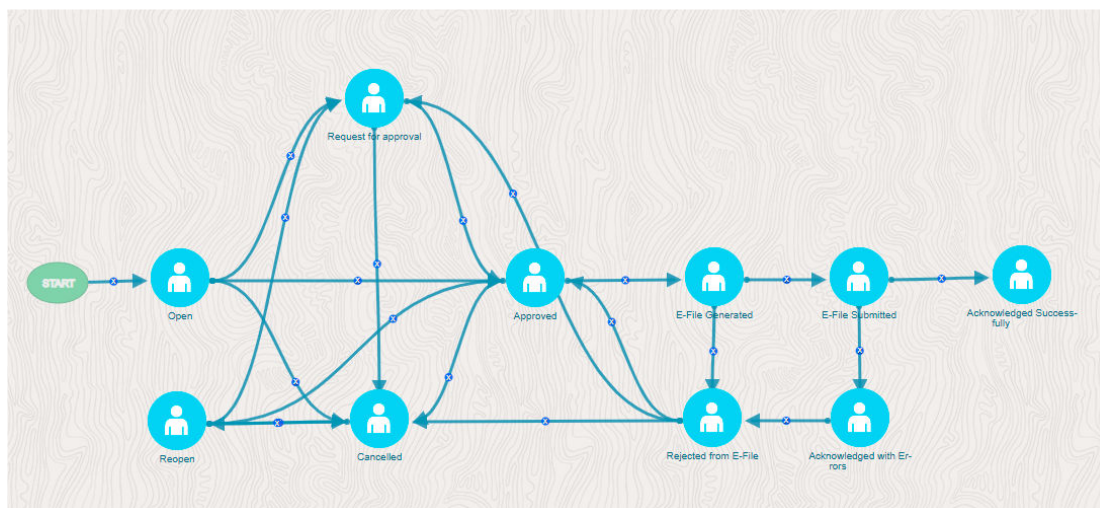 Request for approval
START
Open
Approved
E-File Generated
E-File Submitted
Acknowledged Success-
fully
Reopen
Cancelled
Rejected from E-File
Acknowledged with Er-
rors